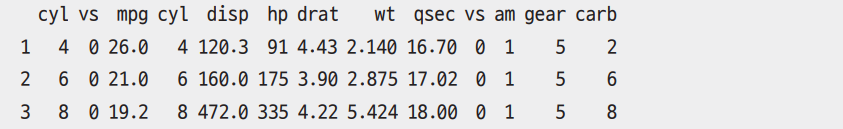 cyl vs mpg cyl disp hp drat wt qsec vs am gear carb
1 4 0 26.0 4 120.3 91 4.43 2.140 16.70 0 1 5 2
2 6 0 21.0 6 160.0 175 3.90 2.875 17.02 0 1 5 6
3 8 0 19.2 8 472.0 335 4.22 5.424 18.00 0 1 5 8